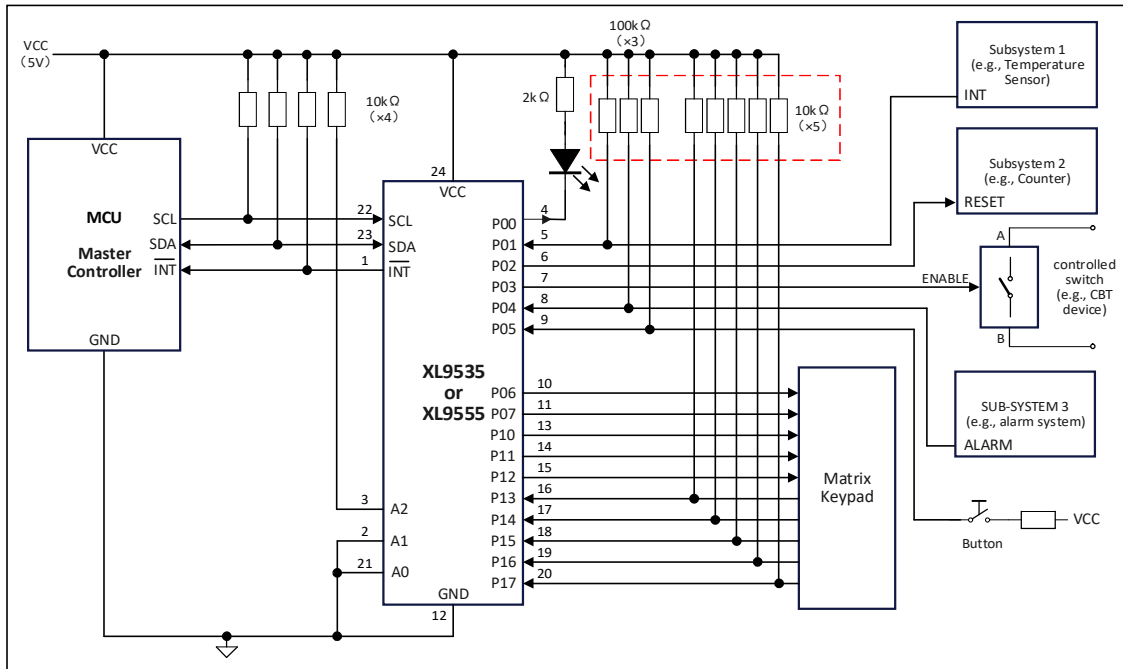 VCC
(5V)
100kΩ
(×3)
2kΩ
10kΩ
(×4)
10kΩ
(×5)
Subsystem 1
(e.g., Temperature
Sensor)
INT
Subsystem 2
(e.g., Counter)
RESET
VCC
MCU
Master
Controller
SCL
SDA
INT
GND
24
VCC
22
SCL
23
SDA
1
INT
XL9535
or
XL9555
3
A2
2
A1
21
A0
GND
12
P00
4
P01
5
P02
6
P03
7
P04
8
P05
9
P06
10
P07
11
P10
13
P11
14
P12
15
P13
16
P14
17
P15
18
P16
19
P17
20
ENABLE
A
B
controlled
switch
(e.g., CBT
device)
SUB-SYSTEM 3
(e.g., alarm system)
ALARM
Matrix
Keypad
Button
VCC